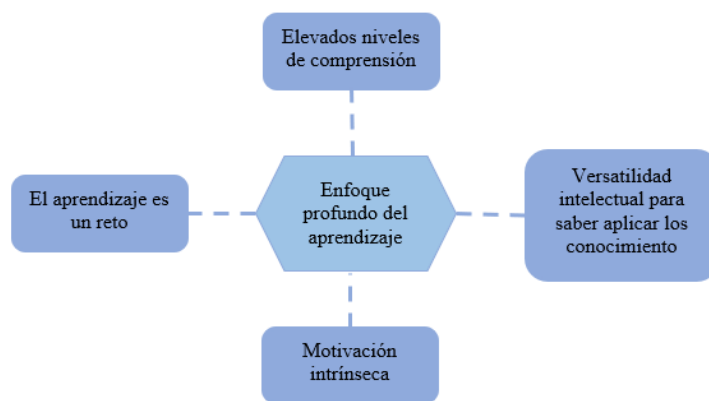 Elevados niveles
de comprensión
El aprendizaje es
un reto
Enfoque
profundo del
aprendizaje
Versatilidad
intelectual para
saber aplicar los
conocimiento
Motivación
intrínseca